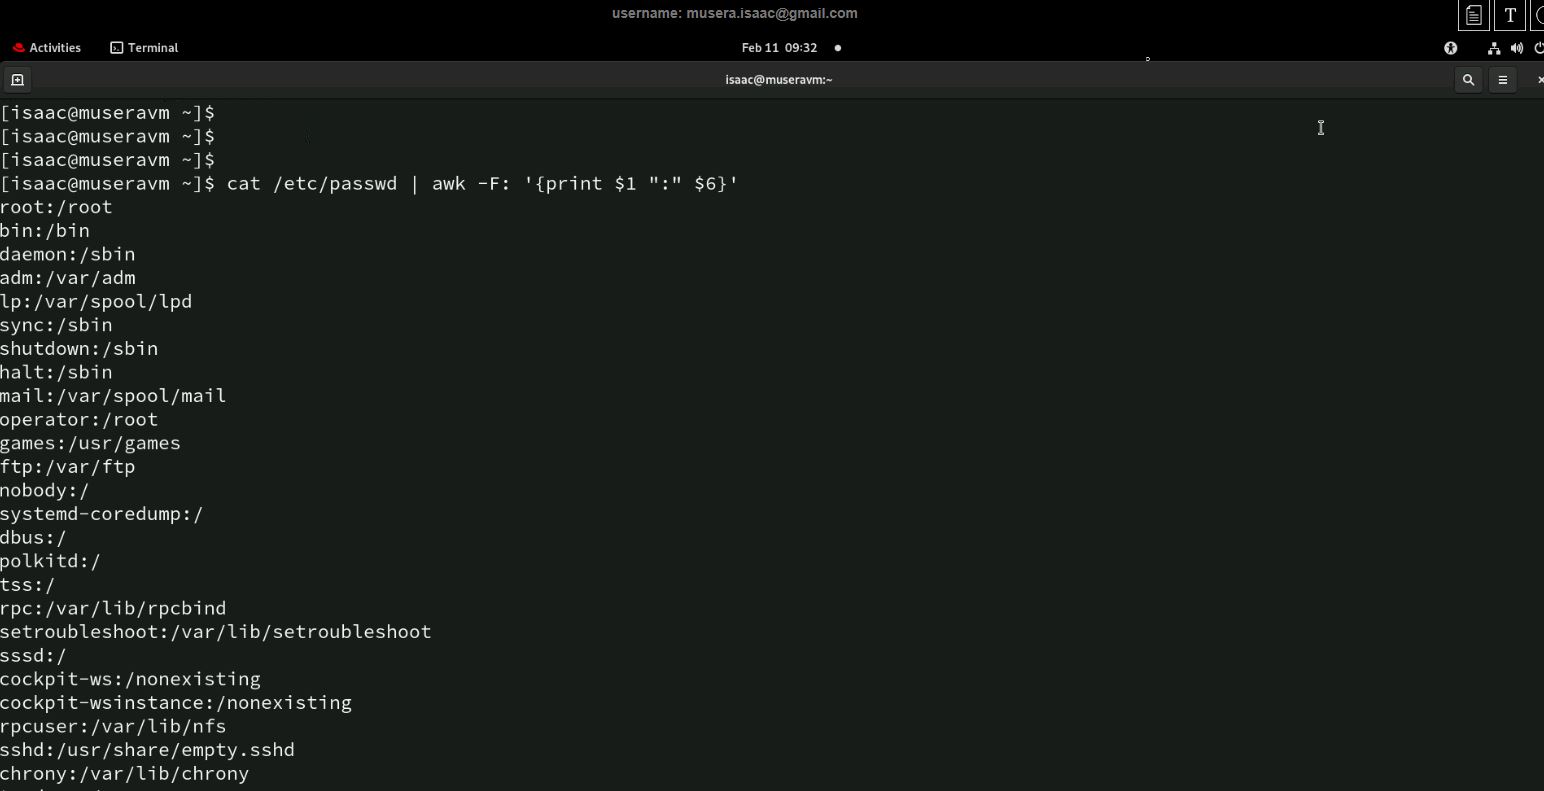 username: musera.isaac@gmail.com
T
Activities Terminal Feb 11 09:32
isaac@museravm:~
[isaac@museravm ~]$
[isaac@museravm ~]$
[isaac@museravm ~]$
[isaac@museravm ~]$ cat /etc/passwd | awk -F: '{print $1 ":" $6}'
root:/root
bin:/bin
daemon:/sbin
adm:/var/adm
lp:/var/spool/lpd
sync:/sbin
shutdown:/sbin
halt:/sbin
mail:/var/spool/mail
operator:/root
games:/usr/games
ftp:/var/ftp
nobody:/
systemd-coredump:/
dbus:/
polkitd:/
tss:/
rpc:/var/lib/rpcbind
setroubleshoot:/var/lib/setroubleshoot
sssd:/
cockpit-ws:/nonexisting
cockpit-wsinstance:/nonexisting
rpcuser:/var/lib/nfs
sshd:/usr/share/empty.sshd
chrony:/var/lib/chrony